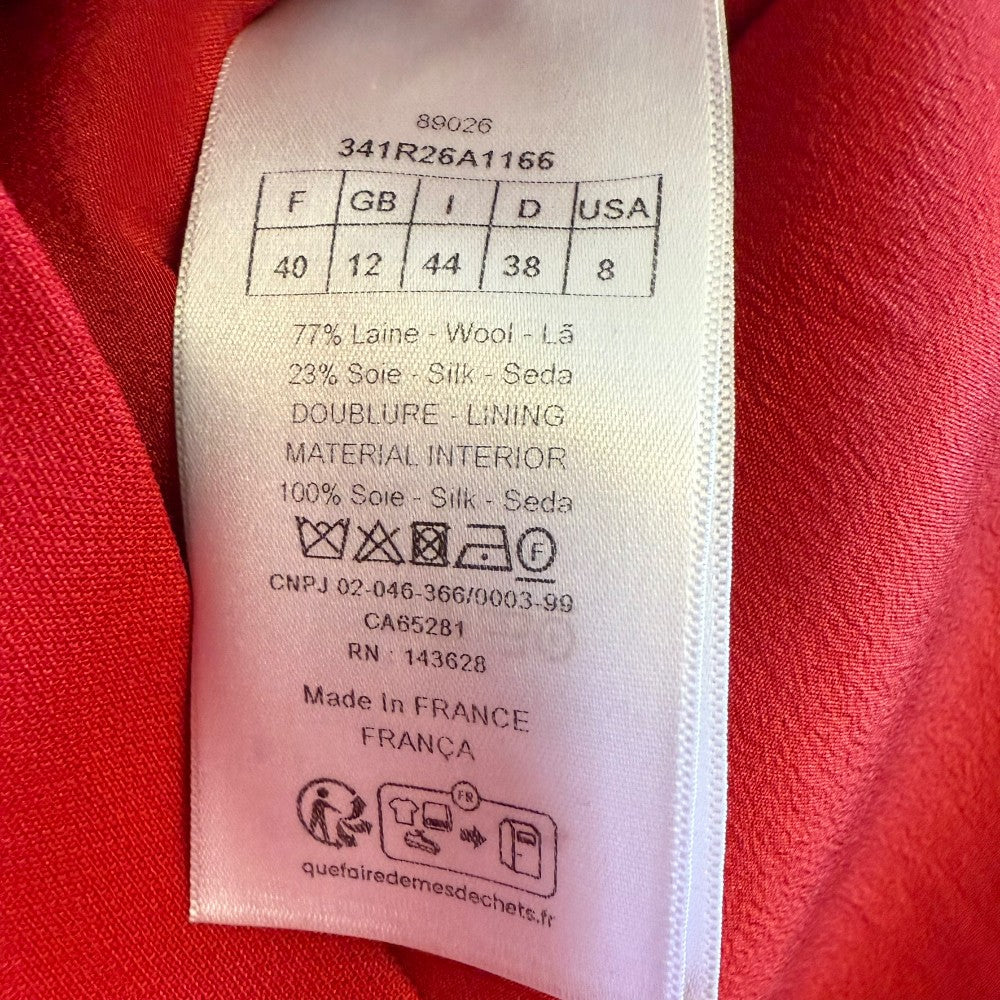 89026
341R26A1166
F GB I D USA
40 12 44 38 8
77% Laine - Wool - Lã
23% Soie - Silk - Seda
DOUBLURE - LINING
MATERIAL INTERIOR
100% Soie - Silk - Seda
F
CNPJ 02-046-366/0003-99
CA65281
RN : 143628
Made In FRANCE
FRANÇA
FR
quefairedemesdechets.fr